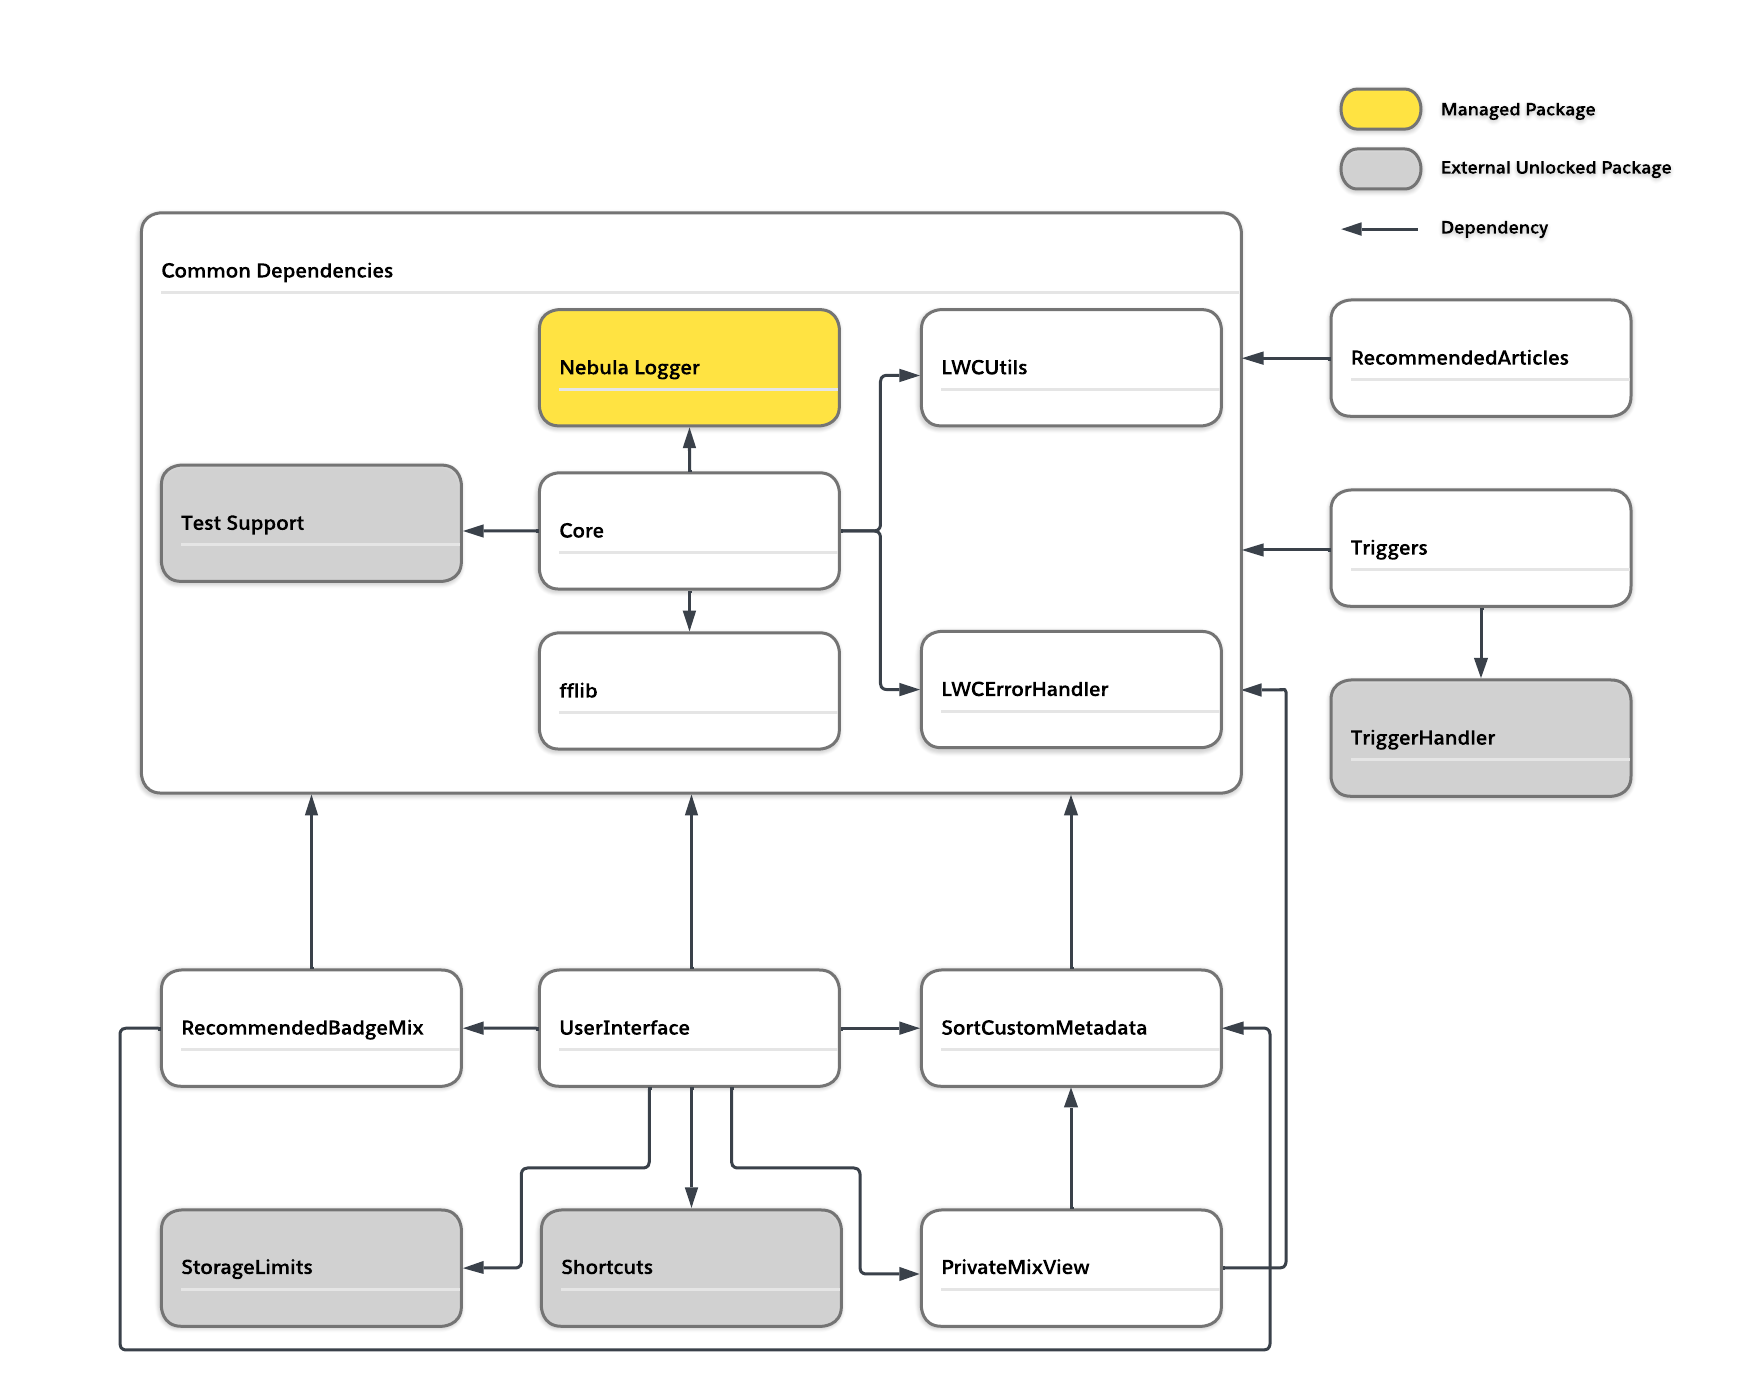 Managed Package
External Unlocked Package
Dependency
Common Dependencies
Nebula Logger
LWCUtils
RecommendedArticles
Test Support
Core
Triggers
fflib
LWCErrorHandler
TriggerHandler
RecommendedBadgeMix
UserInterface
SortCustomMetadata
StorageLimits
Shortcuts
PrivateMixView